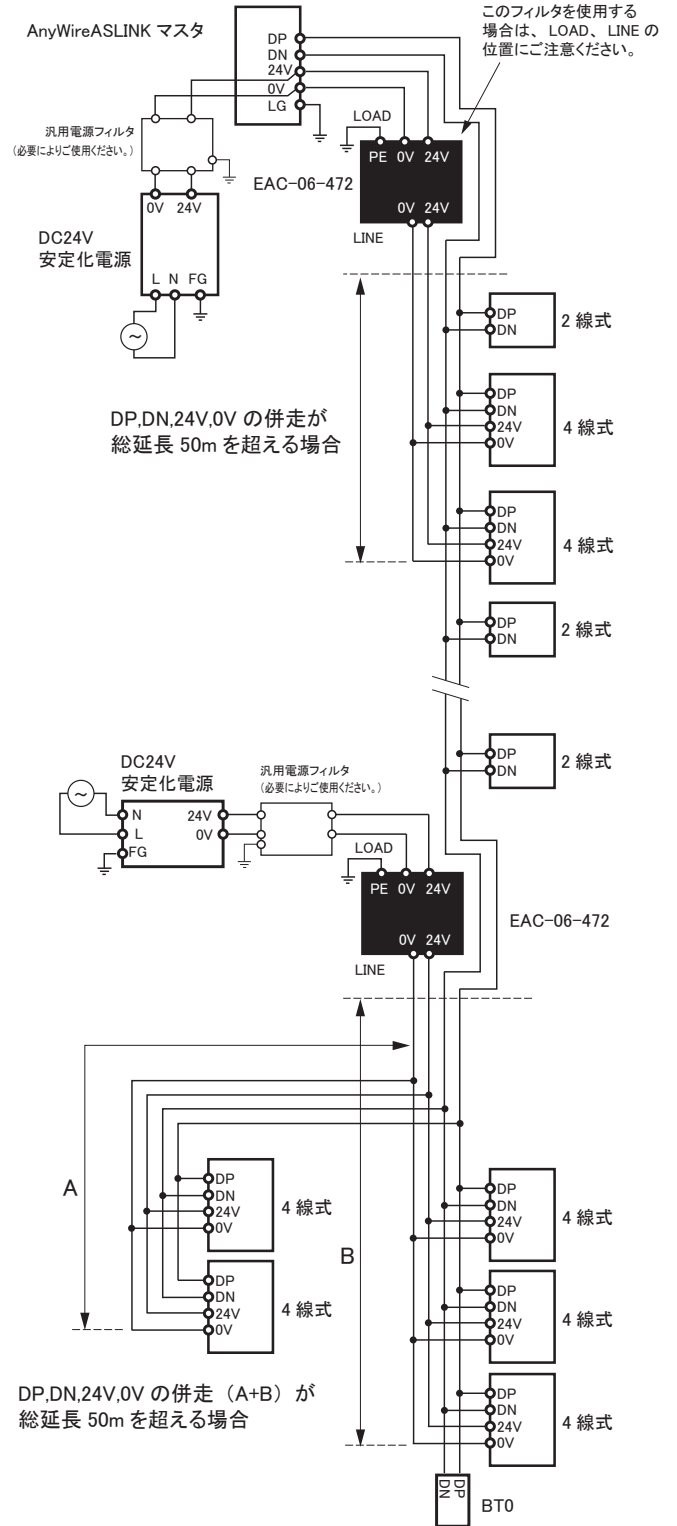 AnyWireASLINK マスタ
DP
DN
24V
0V
LG
このフィルタを使用する
場合は、LOAD、LINE の
位置にご注意ください。
汎用電源フィルタ
(必要によりご使用ください。)
LOAD
PE 0V 24V
EAC-06-472
0V 24V
LINE
0V 24V
DC24V
安定化電源
L N FG
~
DP
DN
2 線式
DP,DN,24V,0V の併走が
総延長 50m を超える場合
DP
DN
24V
0V
4 線式
DP
DN
24V
0V
4 線式
DP
DN
2 線式
DP
DN
2 線式
DC24V
安定化電源
汎用電源フィルタ
(必要によりご使用ください。)
~
N
L
FG
24V
0V
LOAD
PE 0V 24V
0V 24V
EAC-06-472
LINE
A
B
DP
DN
24V
0V
4 線式
DP
DN
24V
0V
4 線式
DP
DN
24V
0V
4 線式
DP
DN
24V
0V
4 線式
DP
DN
24V
0V
4 線式
DP,DN,24V,0V の併走（A+B）が
総延長 50m を超える場合
DP
DN
BT0